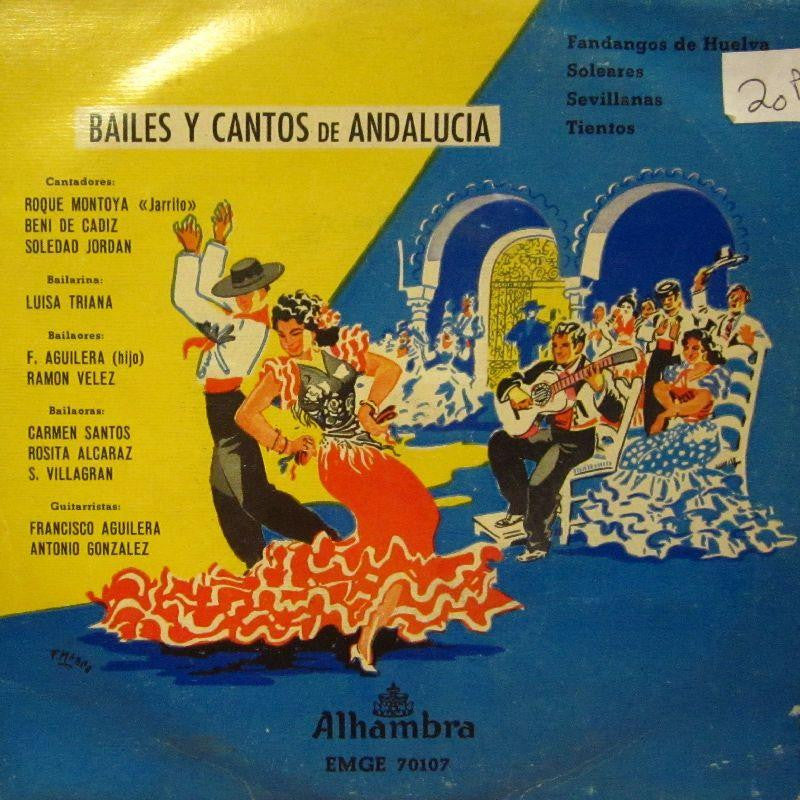 BAILES Y CANTOS DE ANDALUCIA
Fandangos de Huelva
Soleares
Sevillanas
Tientos
Cantadores:
ROQUE MONTOYA «Jarrito»
BENI DE CADIZ
SOLEDAD JORDAN
Bailarina:
LUISA TRIANA
Bailaores:
F. AGUILERA (hijo)
RAMON VELEZ
Bailaoras:
CARMEN SANTOS
ROSITA ALCARAZ
S. VILLAGRAN
Guitarristas:
FRANCISCO AGUILERA
ANTONIO GONZALEZ
Alhambra
EMGE 70107